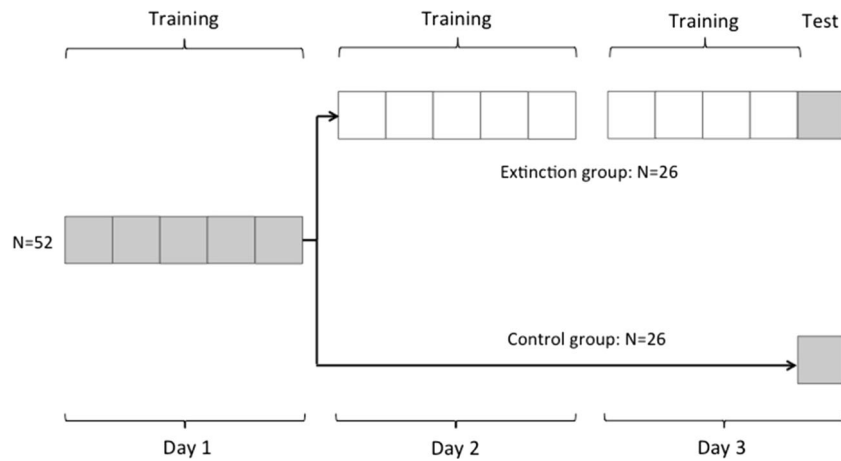 Training
Training
Training
Test
Extinction group: N=26
N=52
Control group: N=26
Day 1
Day 2
Day 3